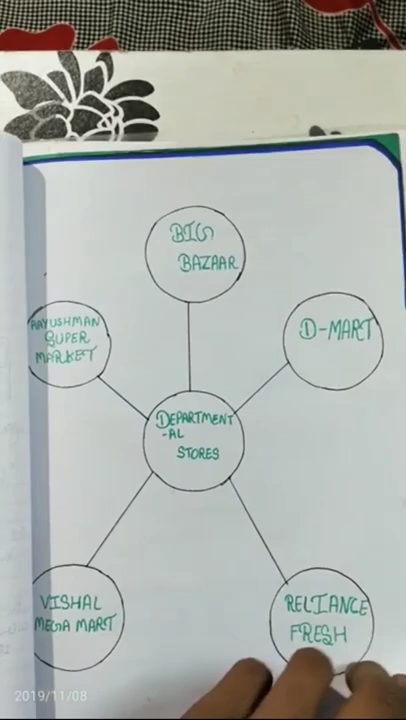 BIG
BAZAAR
AAYUSHMAN
SUPER
MARKET
D-MART
DEPARTMENT
-AL
STORES
VISHAL
MEGA MART
RELIANCE
FRESH
2019/11/08